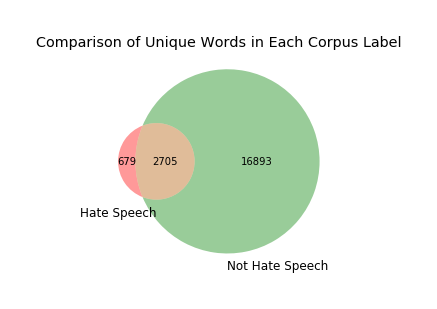 Comparison of Unique Words in Each Corpus Label
679
2705
16893
Hate Speech
Not Hate Speech